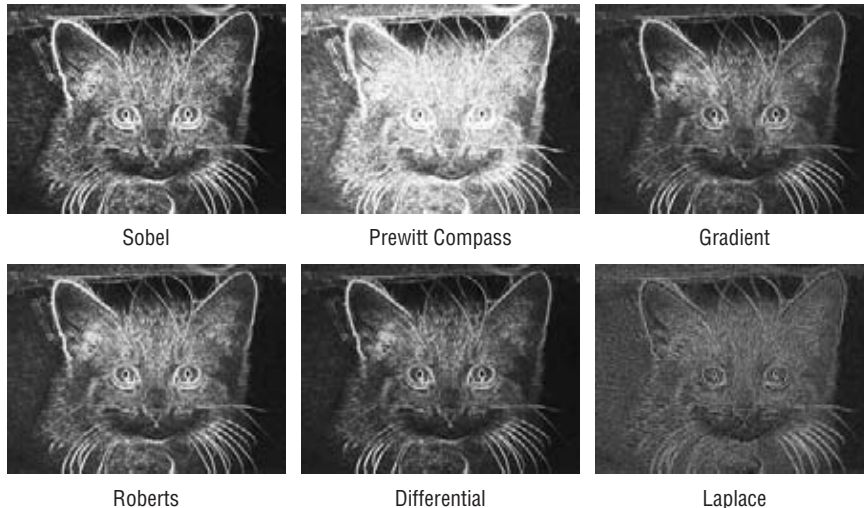 Sobel
Prewitt Compass
Gradient
Roberts
Differential
Laplace